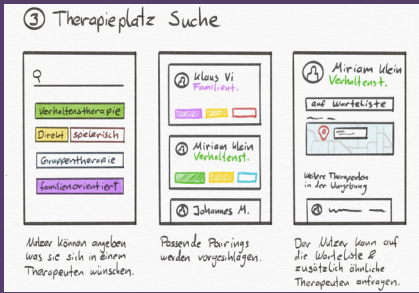 3 Therapieplatz Suche
Verhaltenstherapie
Direkt spielerisch
Gruppentherapie
familienorientiert
Nutzer können angeben
was sie sich in einem
Therapeuten wünschen.
Klaus Vi
Familient.
Miriam Klein
Verhaltenst.
Johannes M.
Passende Pairings
werden vorgeschlagen.
Miriam Klein
Verhaltenst.
auf Warteliste
Weitere Therapeuten
in der Umgebung
Der Nutzer kann auf
die Warteliste &
zusätzlich ähnliche
Therapeuten anfragen.